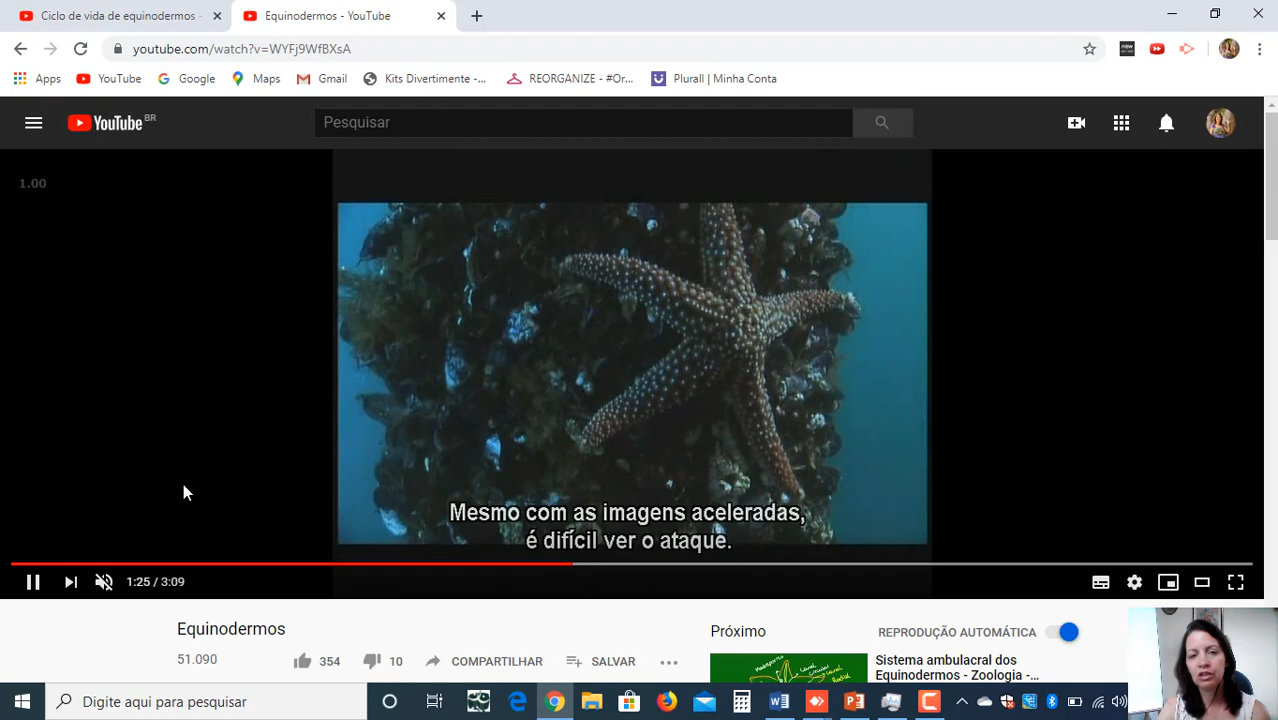 Ciclo de vida de equinodermos -
Equinodermos - YouTube
youtube.com/watch?v=WYFj9WfBXsA
Apps
YouTube
Google
Maps
Gmail
Kits Divertimente -...
REORGANIZE - #Or...
Plurall | Minha Conta
YouTube BR
Pesquisar
1.00
Mesmo com as imagens aceleradas,
é difícil ver o ataque.
1:25 / 3:09
Equinodermos
Próximo
REPRODUÇÃO AUTOMÁTICA
51.090
354
10
COMPARTILHAR
SALVAR
Sistema ambulacral dos
Equinodermos - Zoologia -...
Digite aqui para pesquisar